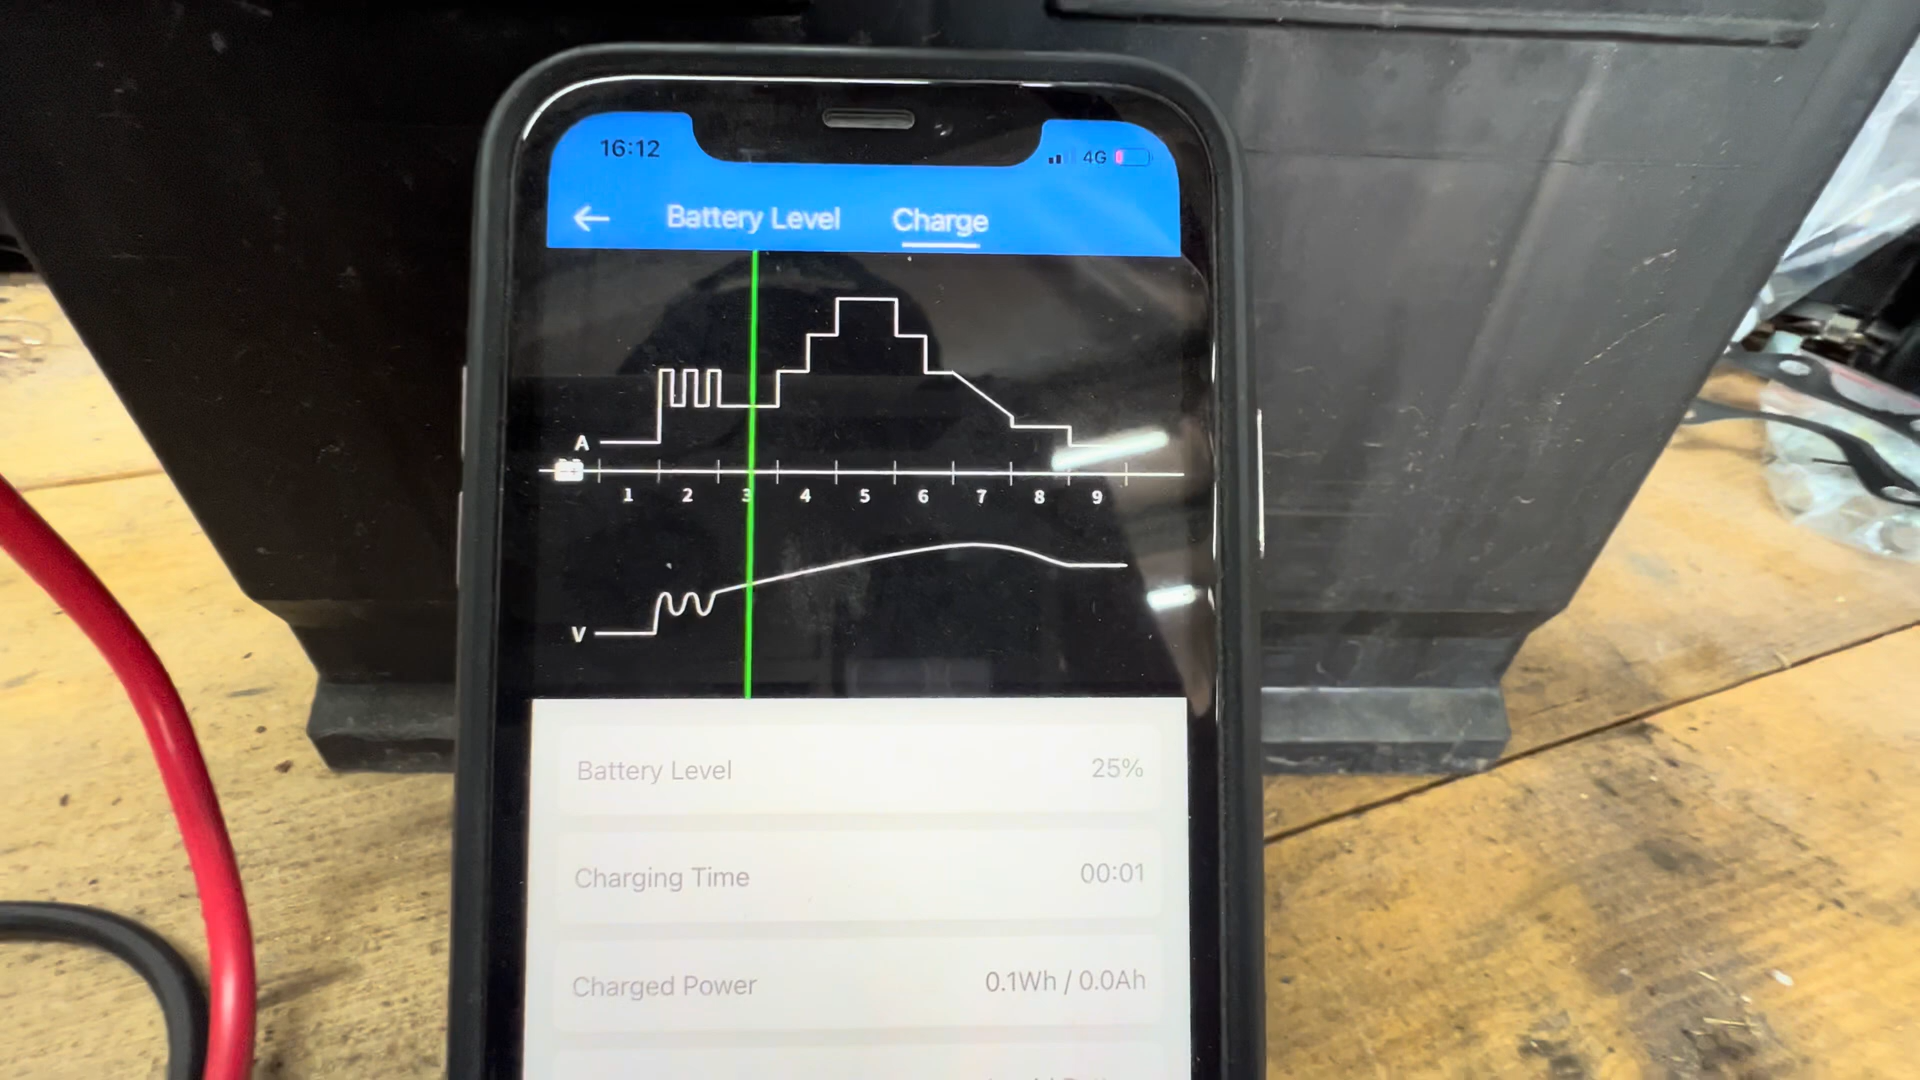 16:12 4G
Battery Level Charge
A
1 2 3 4 5 6 7 8 9
V
Battery Level 25%
Charging Time 00:01
Charged Power 0.1Wh / 0.0Ah